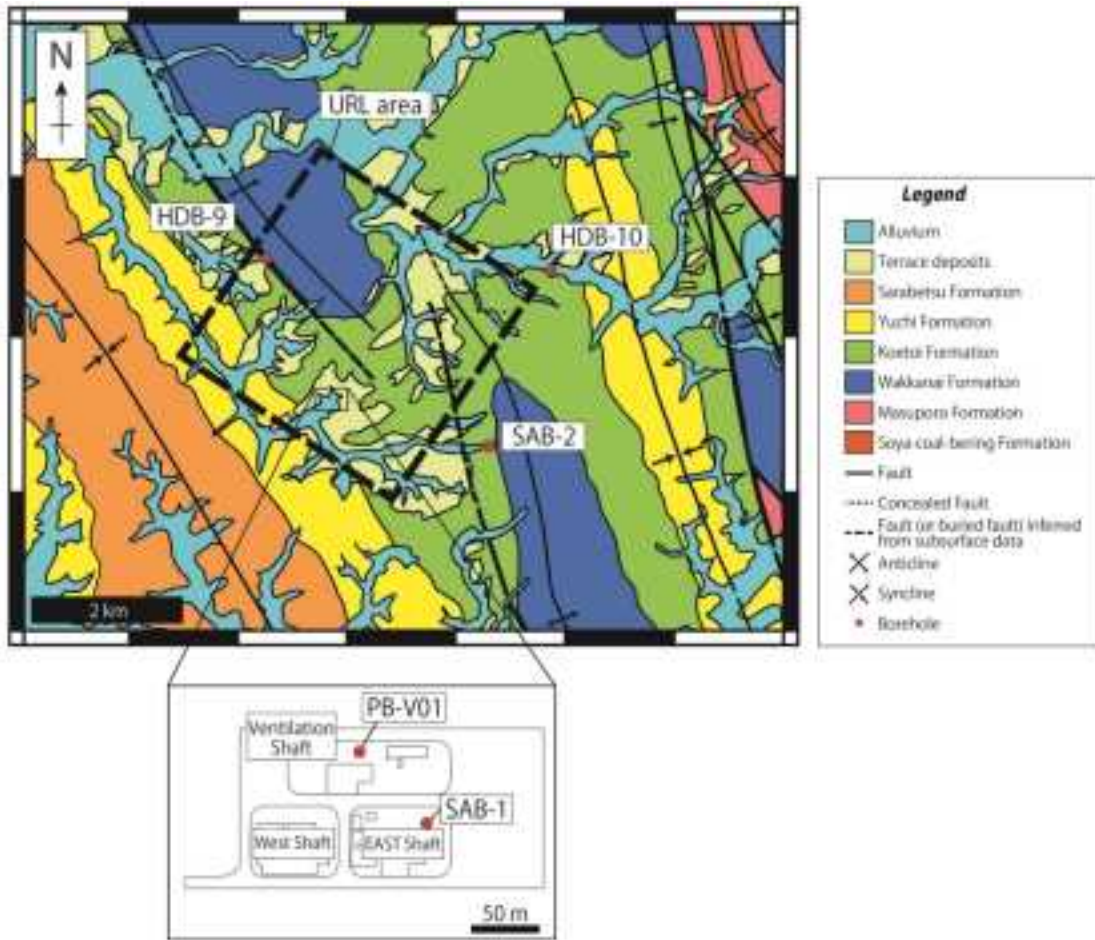 N
URL area
HDB-9
HDB-10
SAB-2
2 km
Legend
Alluvium
Terrace deposits
Sarabetsu Formation
Yuchi Formation
Koetoi Formation
Wakkanai Formation
Masuporo Formation
Soya coal-bering Formation
Fault
Concealed Fault
Fault (or buried fault) inferred
from subsurface data
Anticline
Syncline
Borehole
PB-V01
Ventilation
Shaft
SAB-1
West Shaft
EAST Shaft
50 m